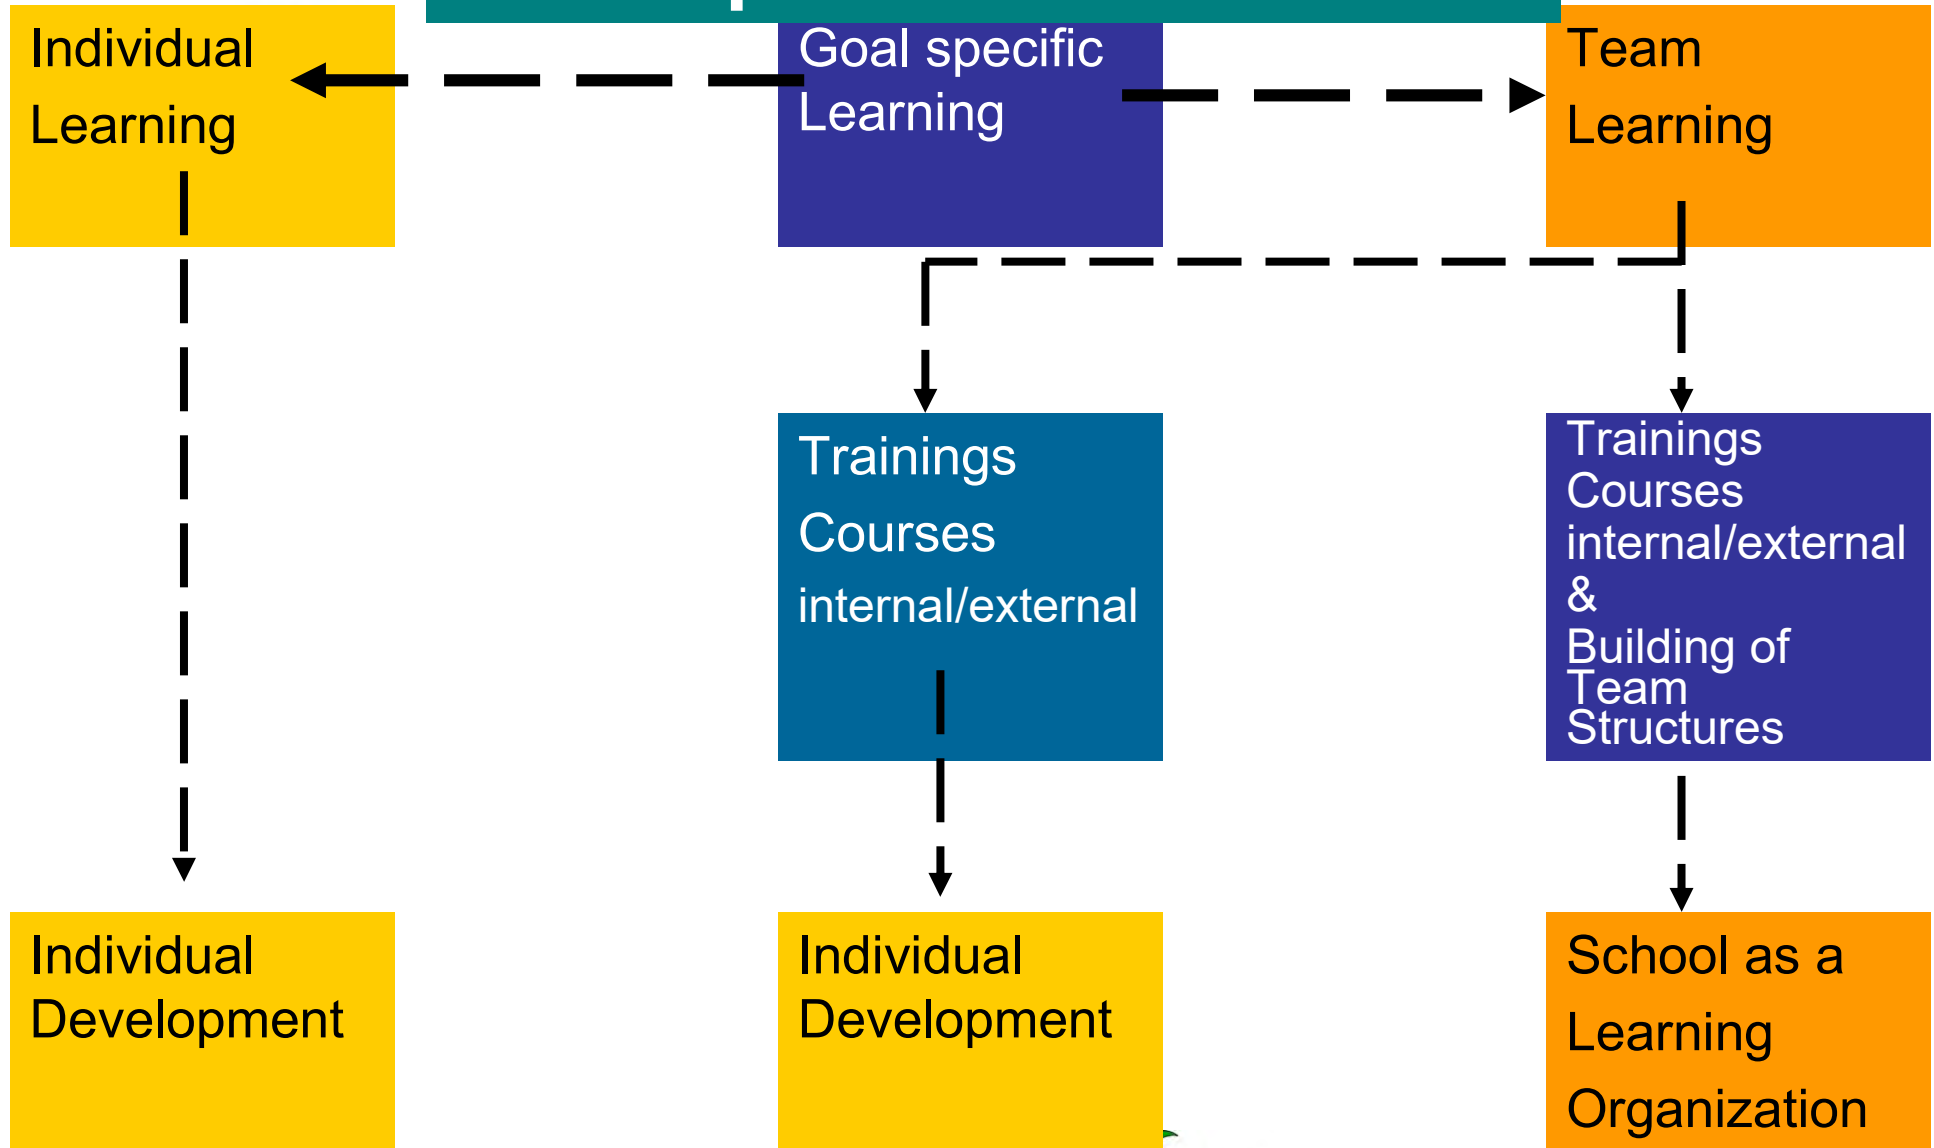 Individual
Learning
Goal specific
Learning
Team
Learning
Trainings
Courses
internal/external
Trainings
Courses
internal/external
&
Building of
Team
Structures
Individual
Development
Individual
Development
School as a
Learning
Organization